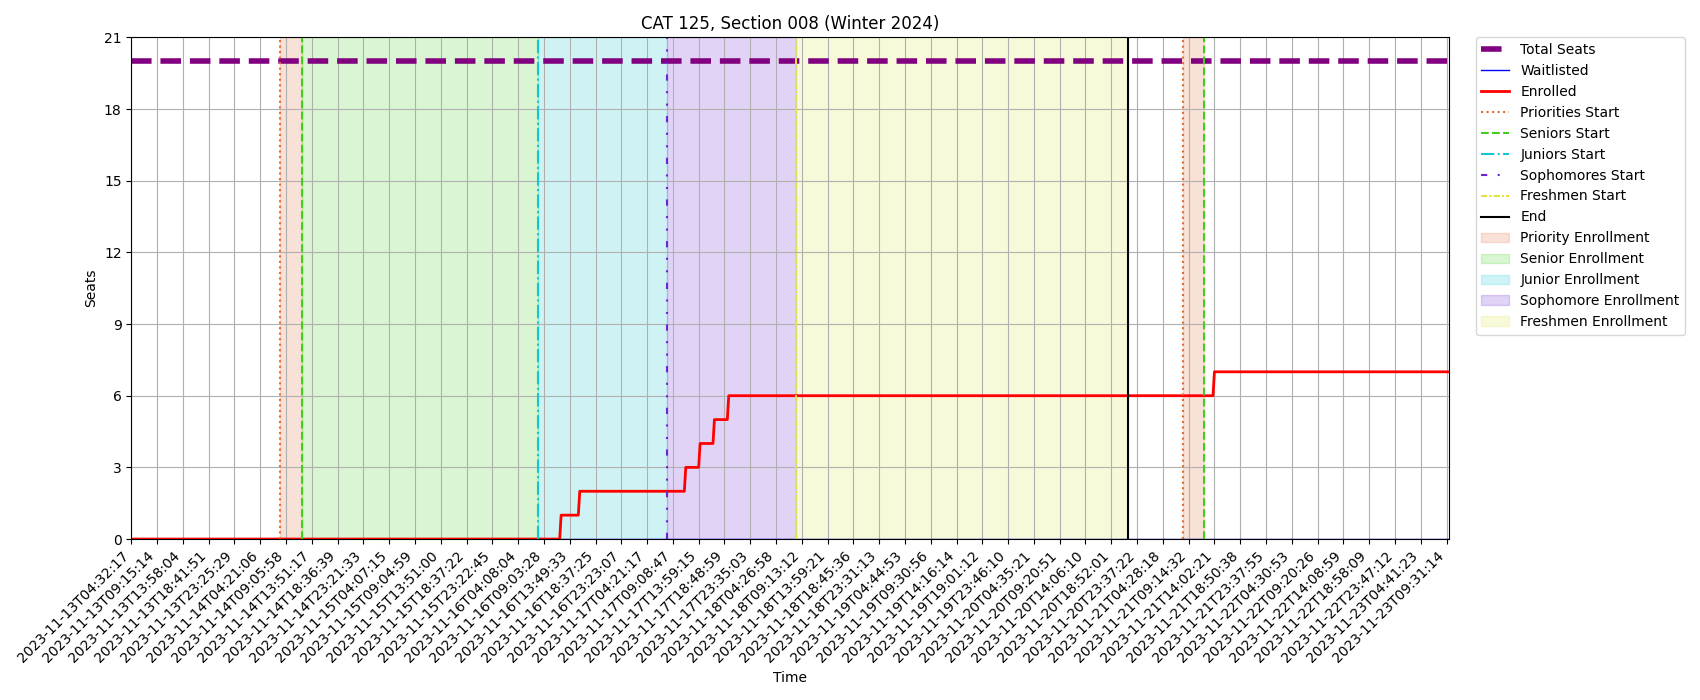 CAT 125, Section 008 (Winter 2024)
21
18
15
12
9
6
3
0
Seats
2023-11-13T04:32:17
2023-11-13T09:15:14
2023-11-13T13:58:04
2023-11-13T18:41:51
2023-11-13T23:25:29
2023-11-14T04:21:06
2023-11-14T09:05:58
2023-11-14T13:51:17
2023-11-14T18:36:39
2023-11-14T23:21:33
2023-11-15T04:07:15
2023-11-15T09:04:59
2023-11-15T13:51:00
2023-11-15T18:37:22
2023-11-15T23:22:45
2023-11-16T04:08:04
2023-11-16T09:03:28
2023-11-16T13:49:33
2023-11-16T18:37:25
2023-11-16T23:23:07
2023-11-17T04:21:17
2023-11-17T09:08:47
2023-11-17T13:59:15
2023-11-17T18:48:59
2023-11-17T23:35:03
2023-11-18T04:26:58
2023-11-18T09:13:12
2023-11-18T13:59:21
2023-11-18T18:45:36
2023-11-18T23:31:13
2023-11-19T04:44:53
2023-11-19T09:30:56
2023-11-19T14:16:14
2023-11-19T19:01:12
2023-11-19T23:46:10
2023-11-20T04:35:21
2023-11-20T09:20:51
2023-11-20T14:06:10
2023-11-20T18:52:01
2023-11-20T23:37:22
2023-11-21T04:28:18
2023-11-21T09:14:32
2023-11-21T14:02:21
2023-11-21T18:50:38
2023-11-21T23:37:55
2023-11-22T04:30:53
2023-11-22T09:20:26
2023-11-22T14:08:59
2023-11-22T18:58:09
2023-11-22T23:47:12
2023-11-23T04:41:23
2023-11-23T09:31:14
Time
Total Seats
Waitlisted
Enrolled
Priorities Start
Seniors Start
Juniors Start
Sophomores Start
Freshmen Start
End
Priority Enrollment
Senior Enrollment
Junior Enrollment
Sophomore Enrollment
Freshmen Enrollment